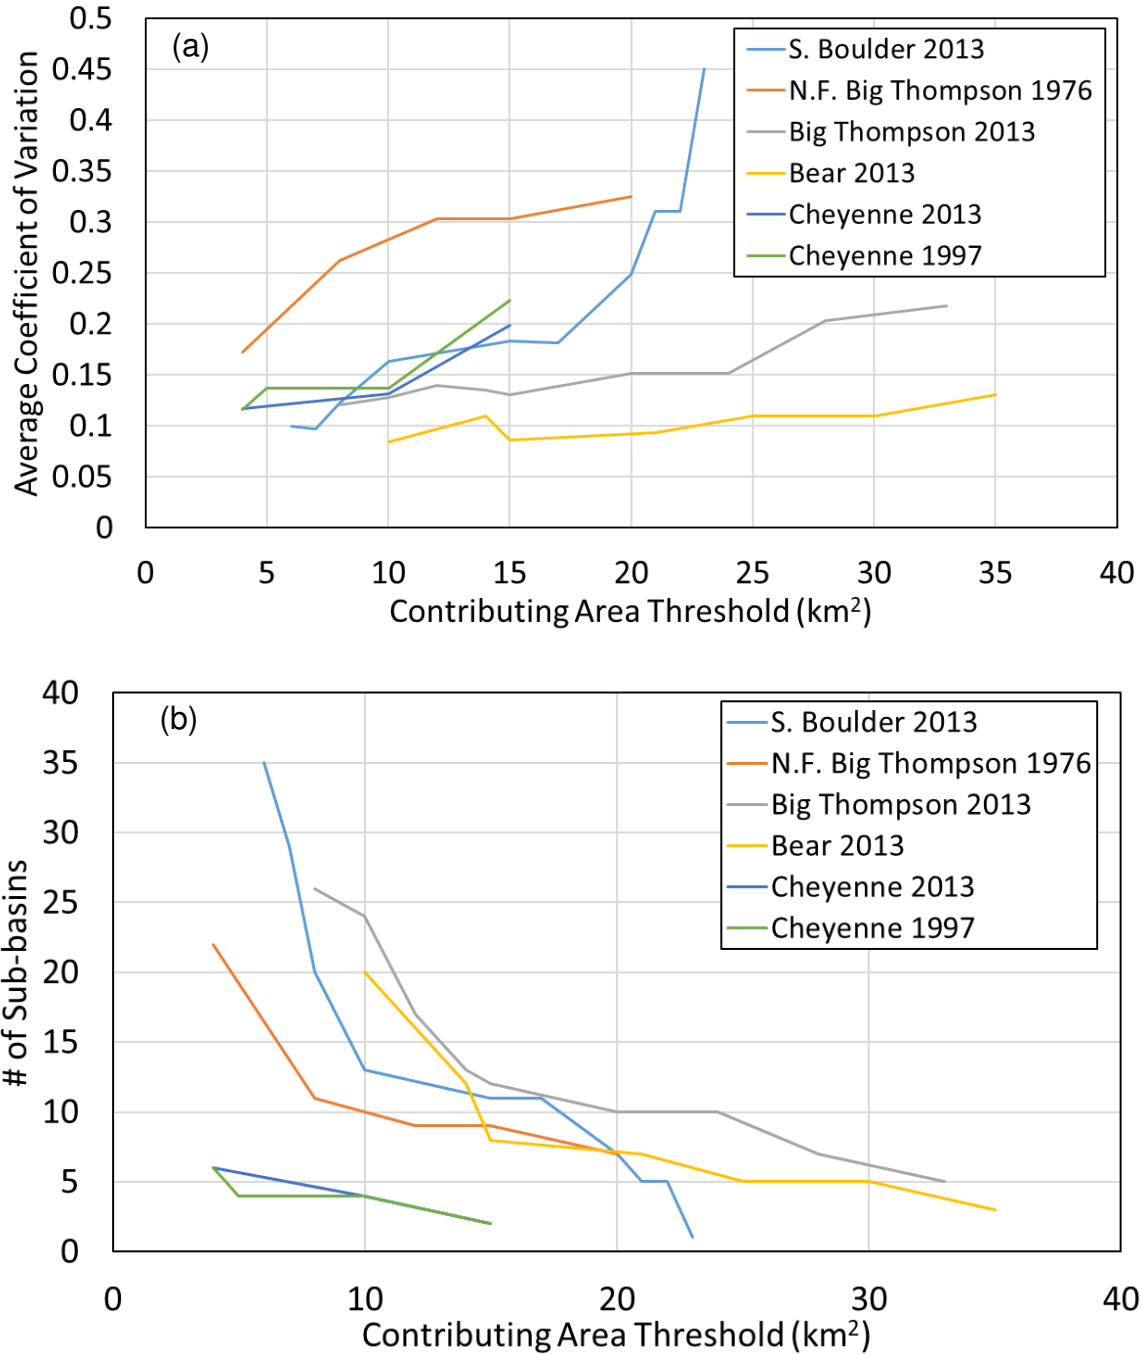 (a)
Average Coefficient of Variation
0.5
0.45
0.4
0.35
0.3
0.25
0.2
0.15
0.1
0.05
0
S. Boulder 2013
N.F. Big Thompson 1976
Big Thompson 2013
Bear 2013
Cheyenne 2013
Cheyenne 1997
0 5 10 15 20 25 30 35 40
Contributing Area Threshold (km²)
(b)
# of Sub-basins
40
35
30
25
20
15
10
5
0
S. Boulder 2013
N.F. Big Thompson 1976
Big Thompson 2013
Bear 2013
Cheyenne 2013
Cheyenne 1997
0 10 20 30 40
Contributing Area Threshold (km²)